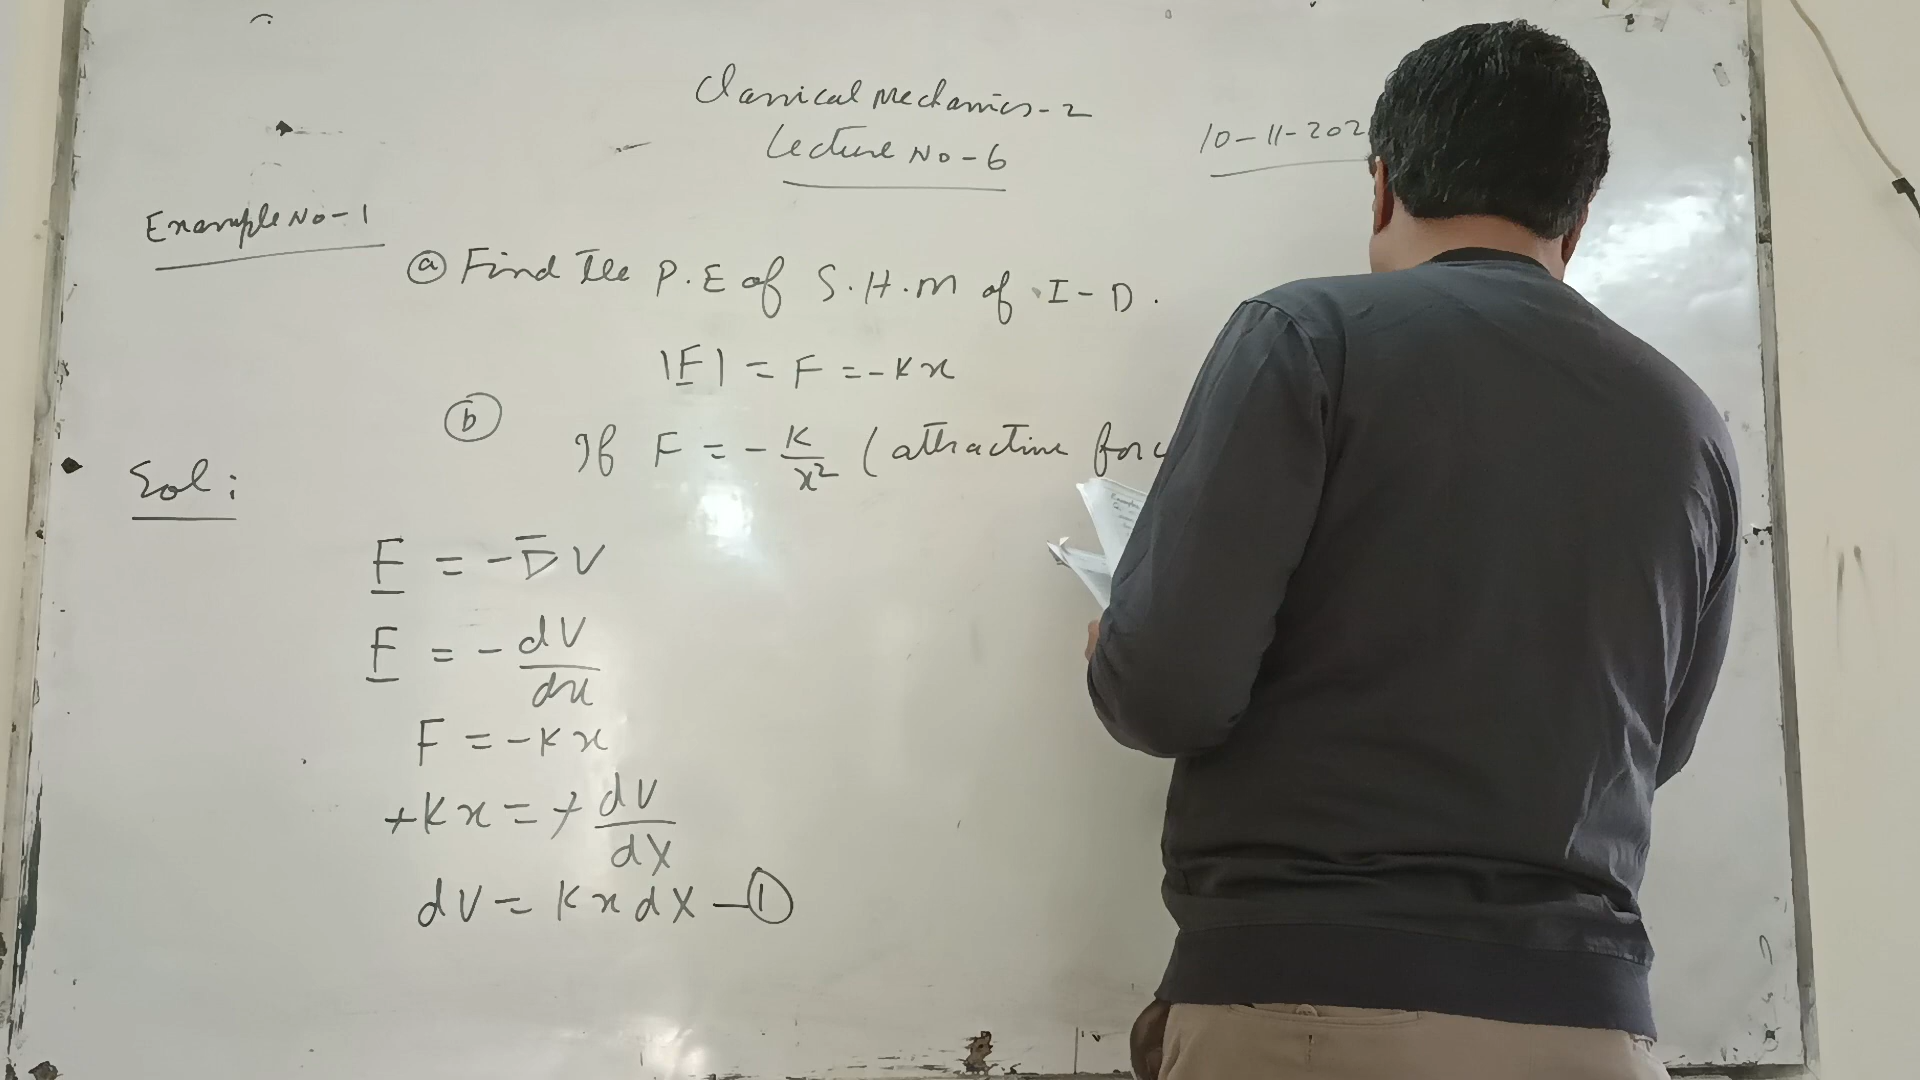 Classical Mechanics-2
Lecture No-6
10-11-202
Example No-1
(a) Find the P.E of S.H.M of 1-D.
|F| = F = -Kx
(b) If F = -K/x² (attractive forc
Sol:
F = -∇V
F = -dV/dx
F = -Kx
+Kx = +dV/dx
dV = Kx dx -①